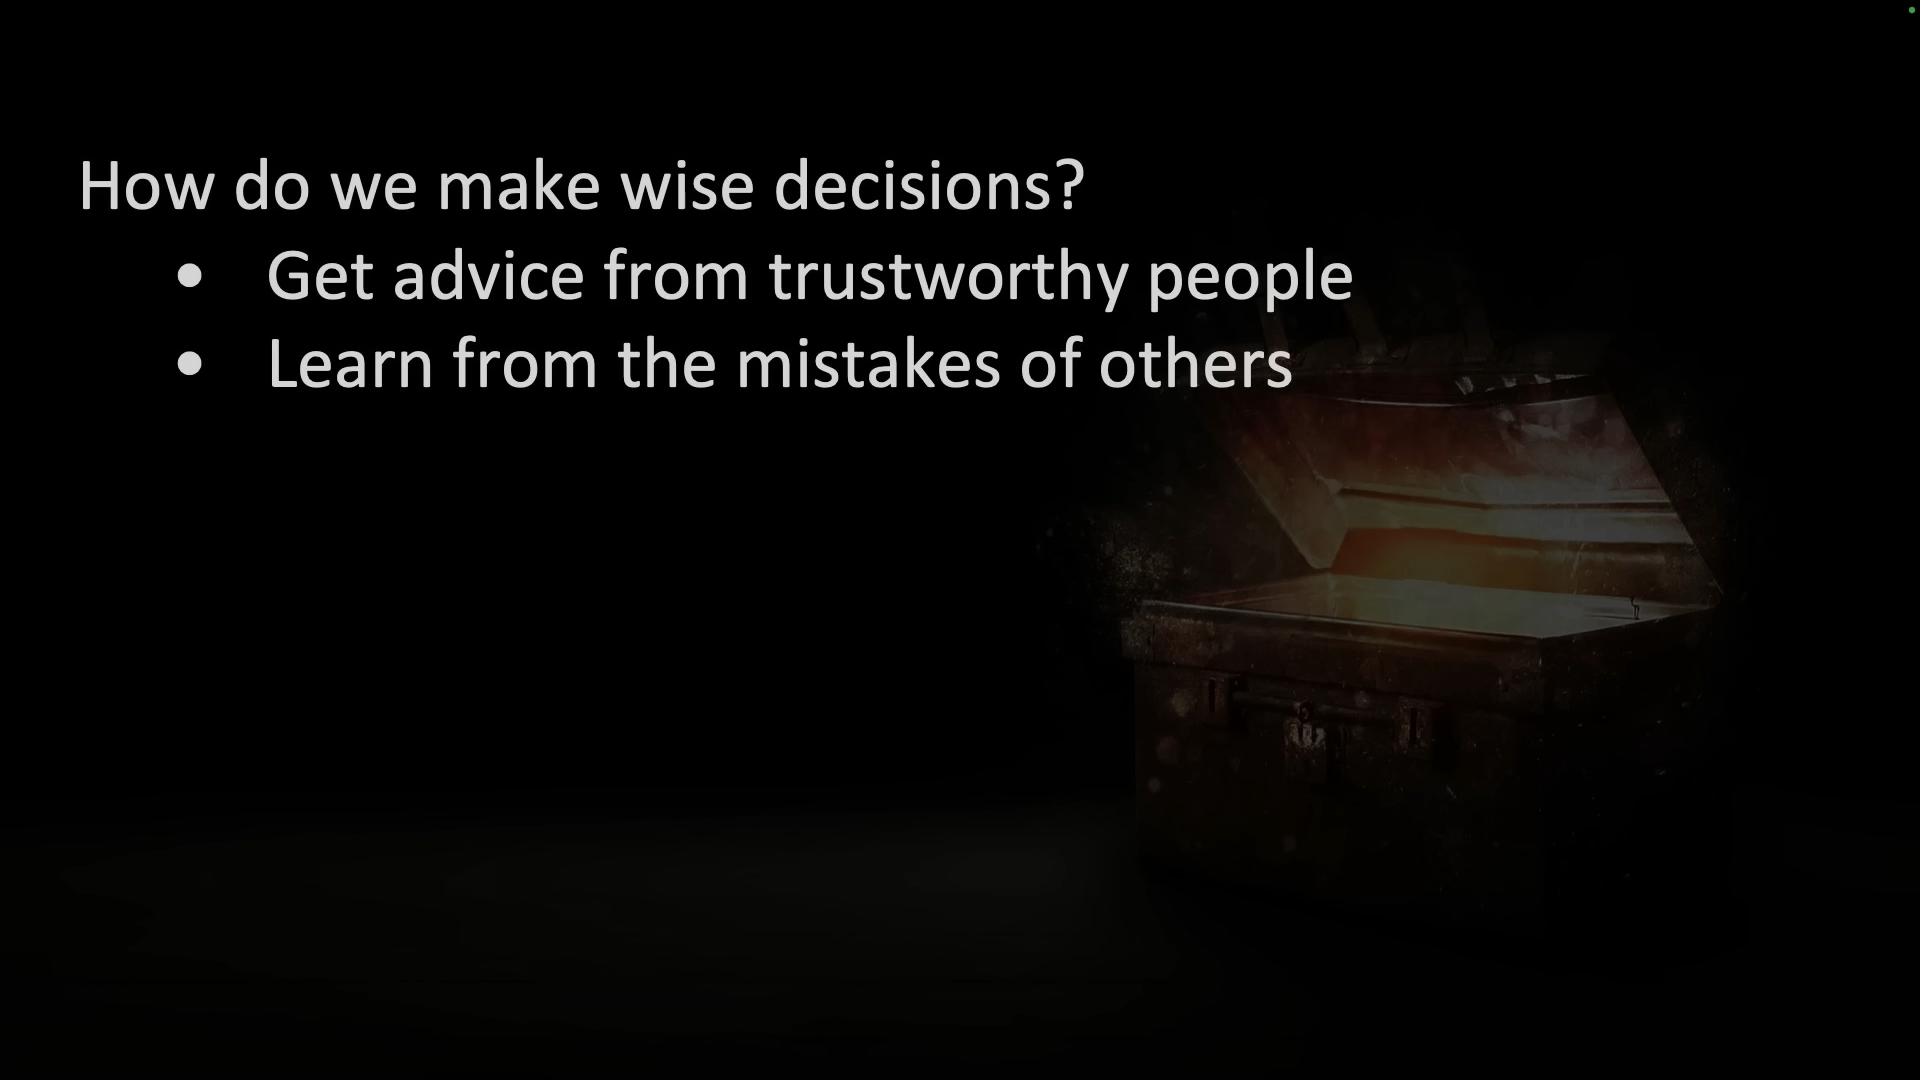 How do we make wise decisions?
• Get advice from trustworthy people
• Learn from the mistakes of others